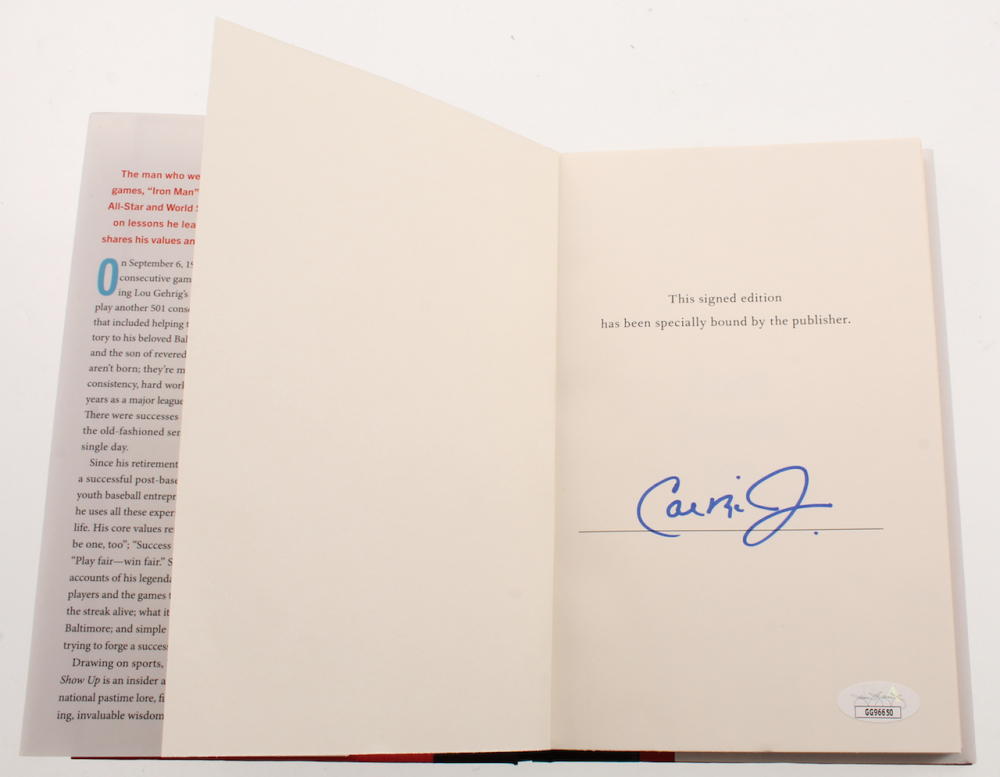 The man who we
games, “Iron Man”
All-Star and World
on lessons he lea
shares his values an
On September 6, 19
consecutive gam
ing Lou Gehrig’s
play another 501 conse
that included helping t
tory to his beloved Bal
and the son of revered
aren’t born; they’re m
consistency, hard work
years as a major league
There were successes
the old-fashioned sen
single day.
Since his retirement
a successful post-base
youth baseball entrepr
he uses all these exper
life. His core values re
be one, too”; “Success
“Play fair—win fair.” S
accounts of his legenda
players and the games t
the streak alive; what it
Baltimore; and simple
trying to forge a success
Drawing on sports,
Show Up is an insider a
national pastime lore, fi
ing, invaluable wisdom
This signed edition
has been specially bound by the publisher.
GG96650